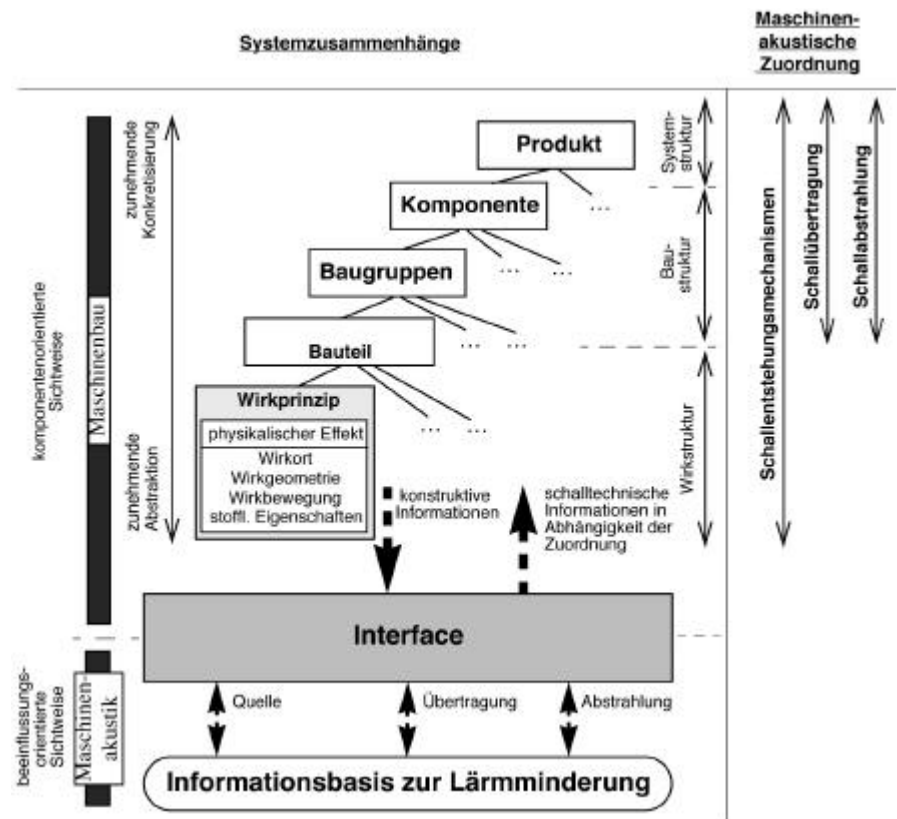 Systemzusammenhänge
Maschinen-
akustische
Zuordnung
komponentenorientierte
Sichtweise
Maschinenbau
zunehmende
Konkretisierung
zunehmende
Abstraktion
Produkt
...
Komponente
...
...
Baugruppen
...
...
Bauteil
...
...
Wirkprinzip
physikalischer Effekt
Wirkort
Wirkgeometrie
Wirkbewegung
stoffl. Eigenschaften
konstruktive
Informationen
schalltechnische
Informationen in
Abhängigkeit der
Zuordnung
System-
struktur
Bau-
struktur
Wirkstruktur
Schallentstehungsmechanismen
Schallübertragung
Schallabstrahlung
Interface
beeinflussungs-
orientierte
Sichtweise
Maschinen-
akustik
Quelle
Übertragung
Abstrahlung
Informationsbasis zur Lärmminderung